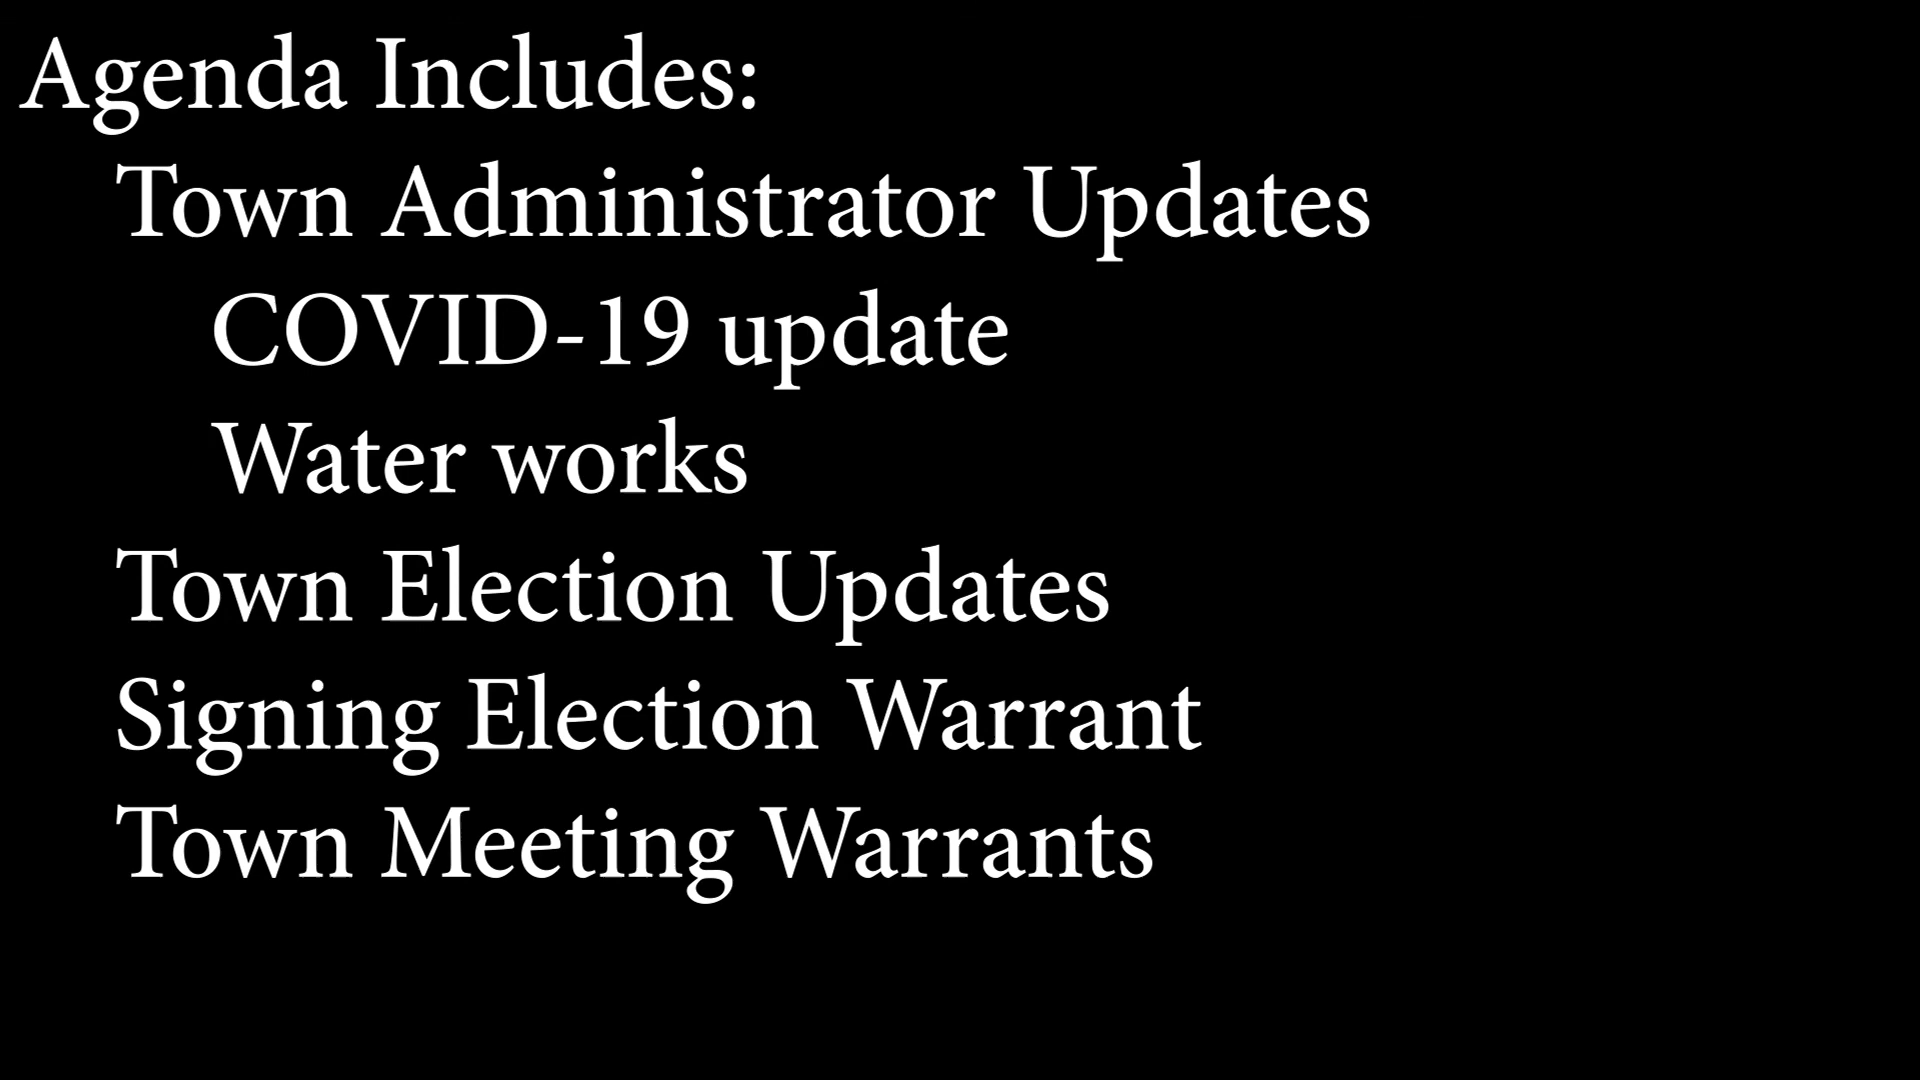 Agenda Includes:
Town Administrator Updates
COVID-19 update
Water works
Town Election Updates
Signing Election Warrant
Town Meeting Warrants